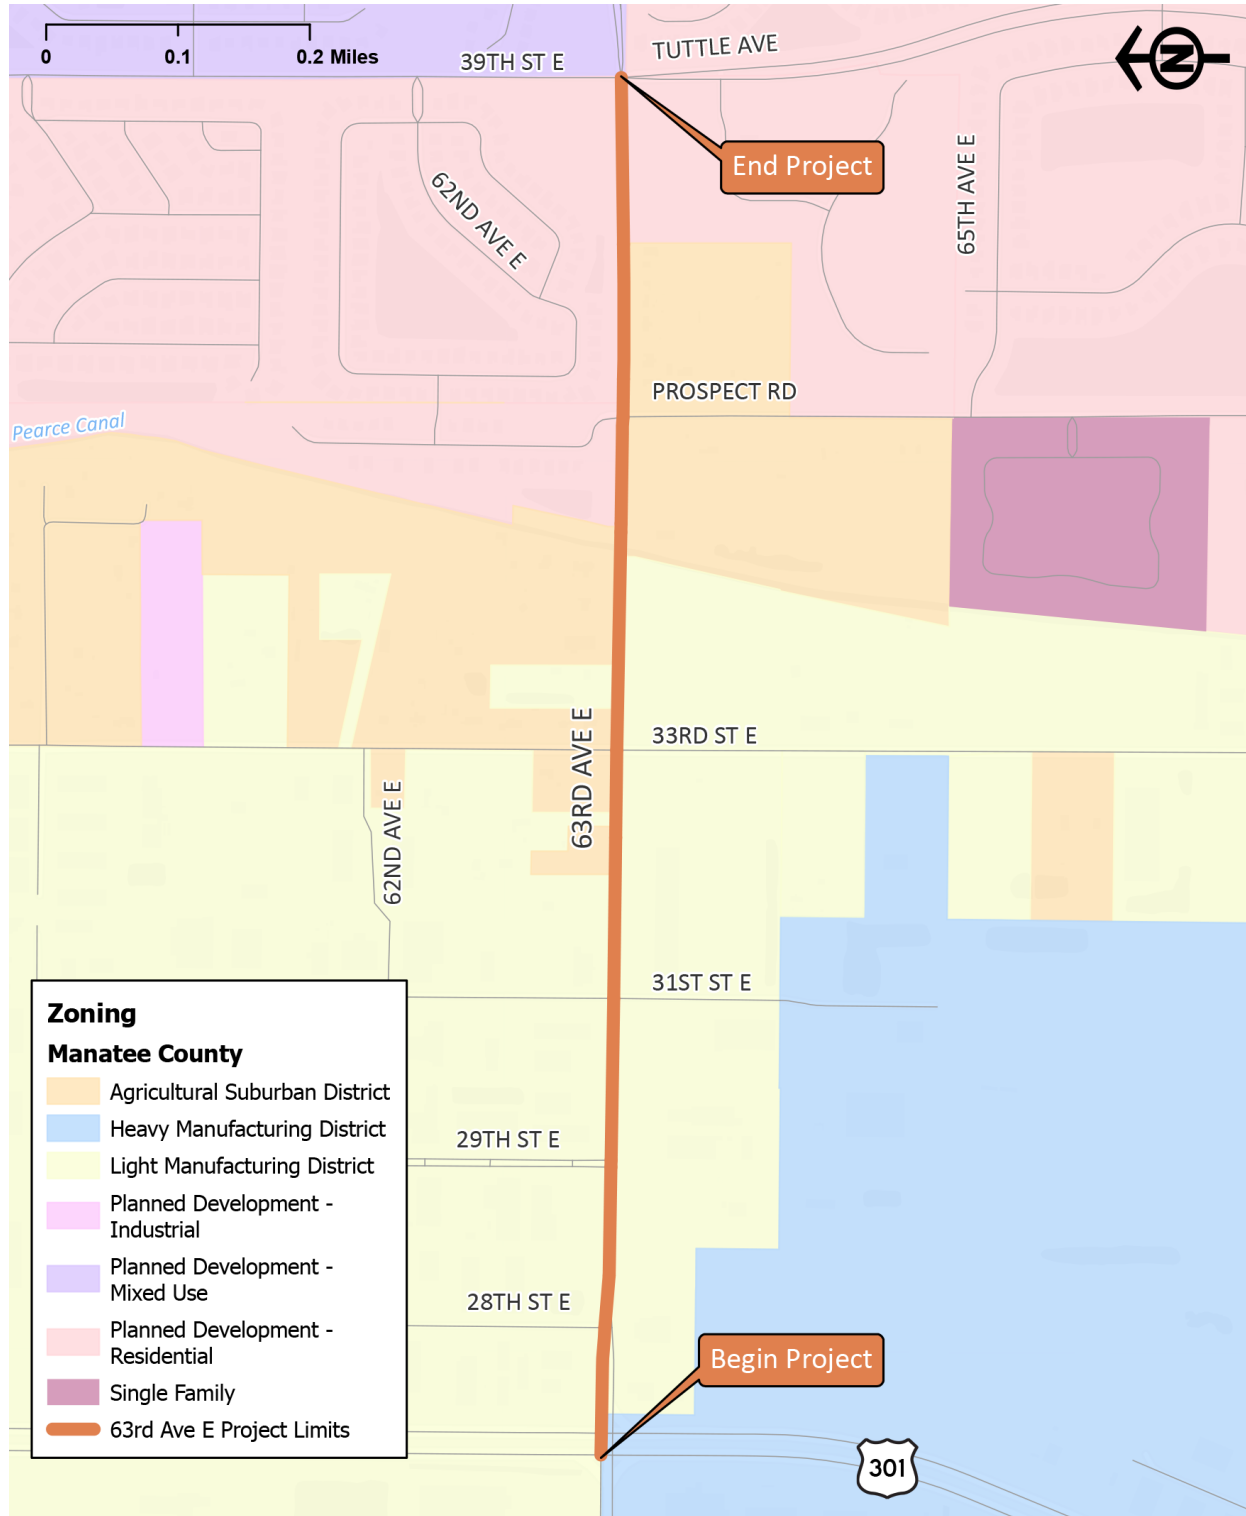 0 0.1 0.2 Miles
39TH ST E
TUTTLE AVE
N
End Project
62ND AVE E
65TH AVE E
PROSPECT RD
Pearce Canal
63RD AVE E
33RD ST E
62ND AVE E
31ST ST E
29TH ST E
28TH ST E
Begin Project
301
Zoning
Manatee County
Agricultural Suburban District
Heavy Manufacturing District
Light Manufacturing District
Planned Development -
Industrial
Planned Development -
Mixed Use
Planned Development -
Residential
Single Family
63rd Ave E Project Limits